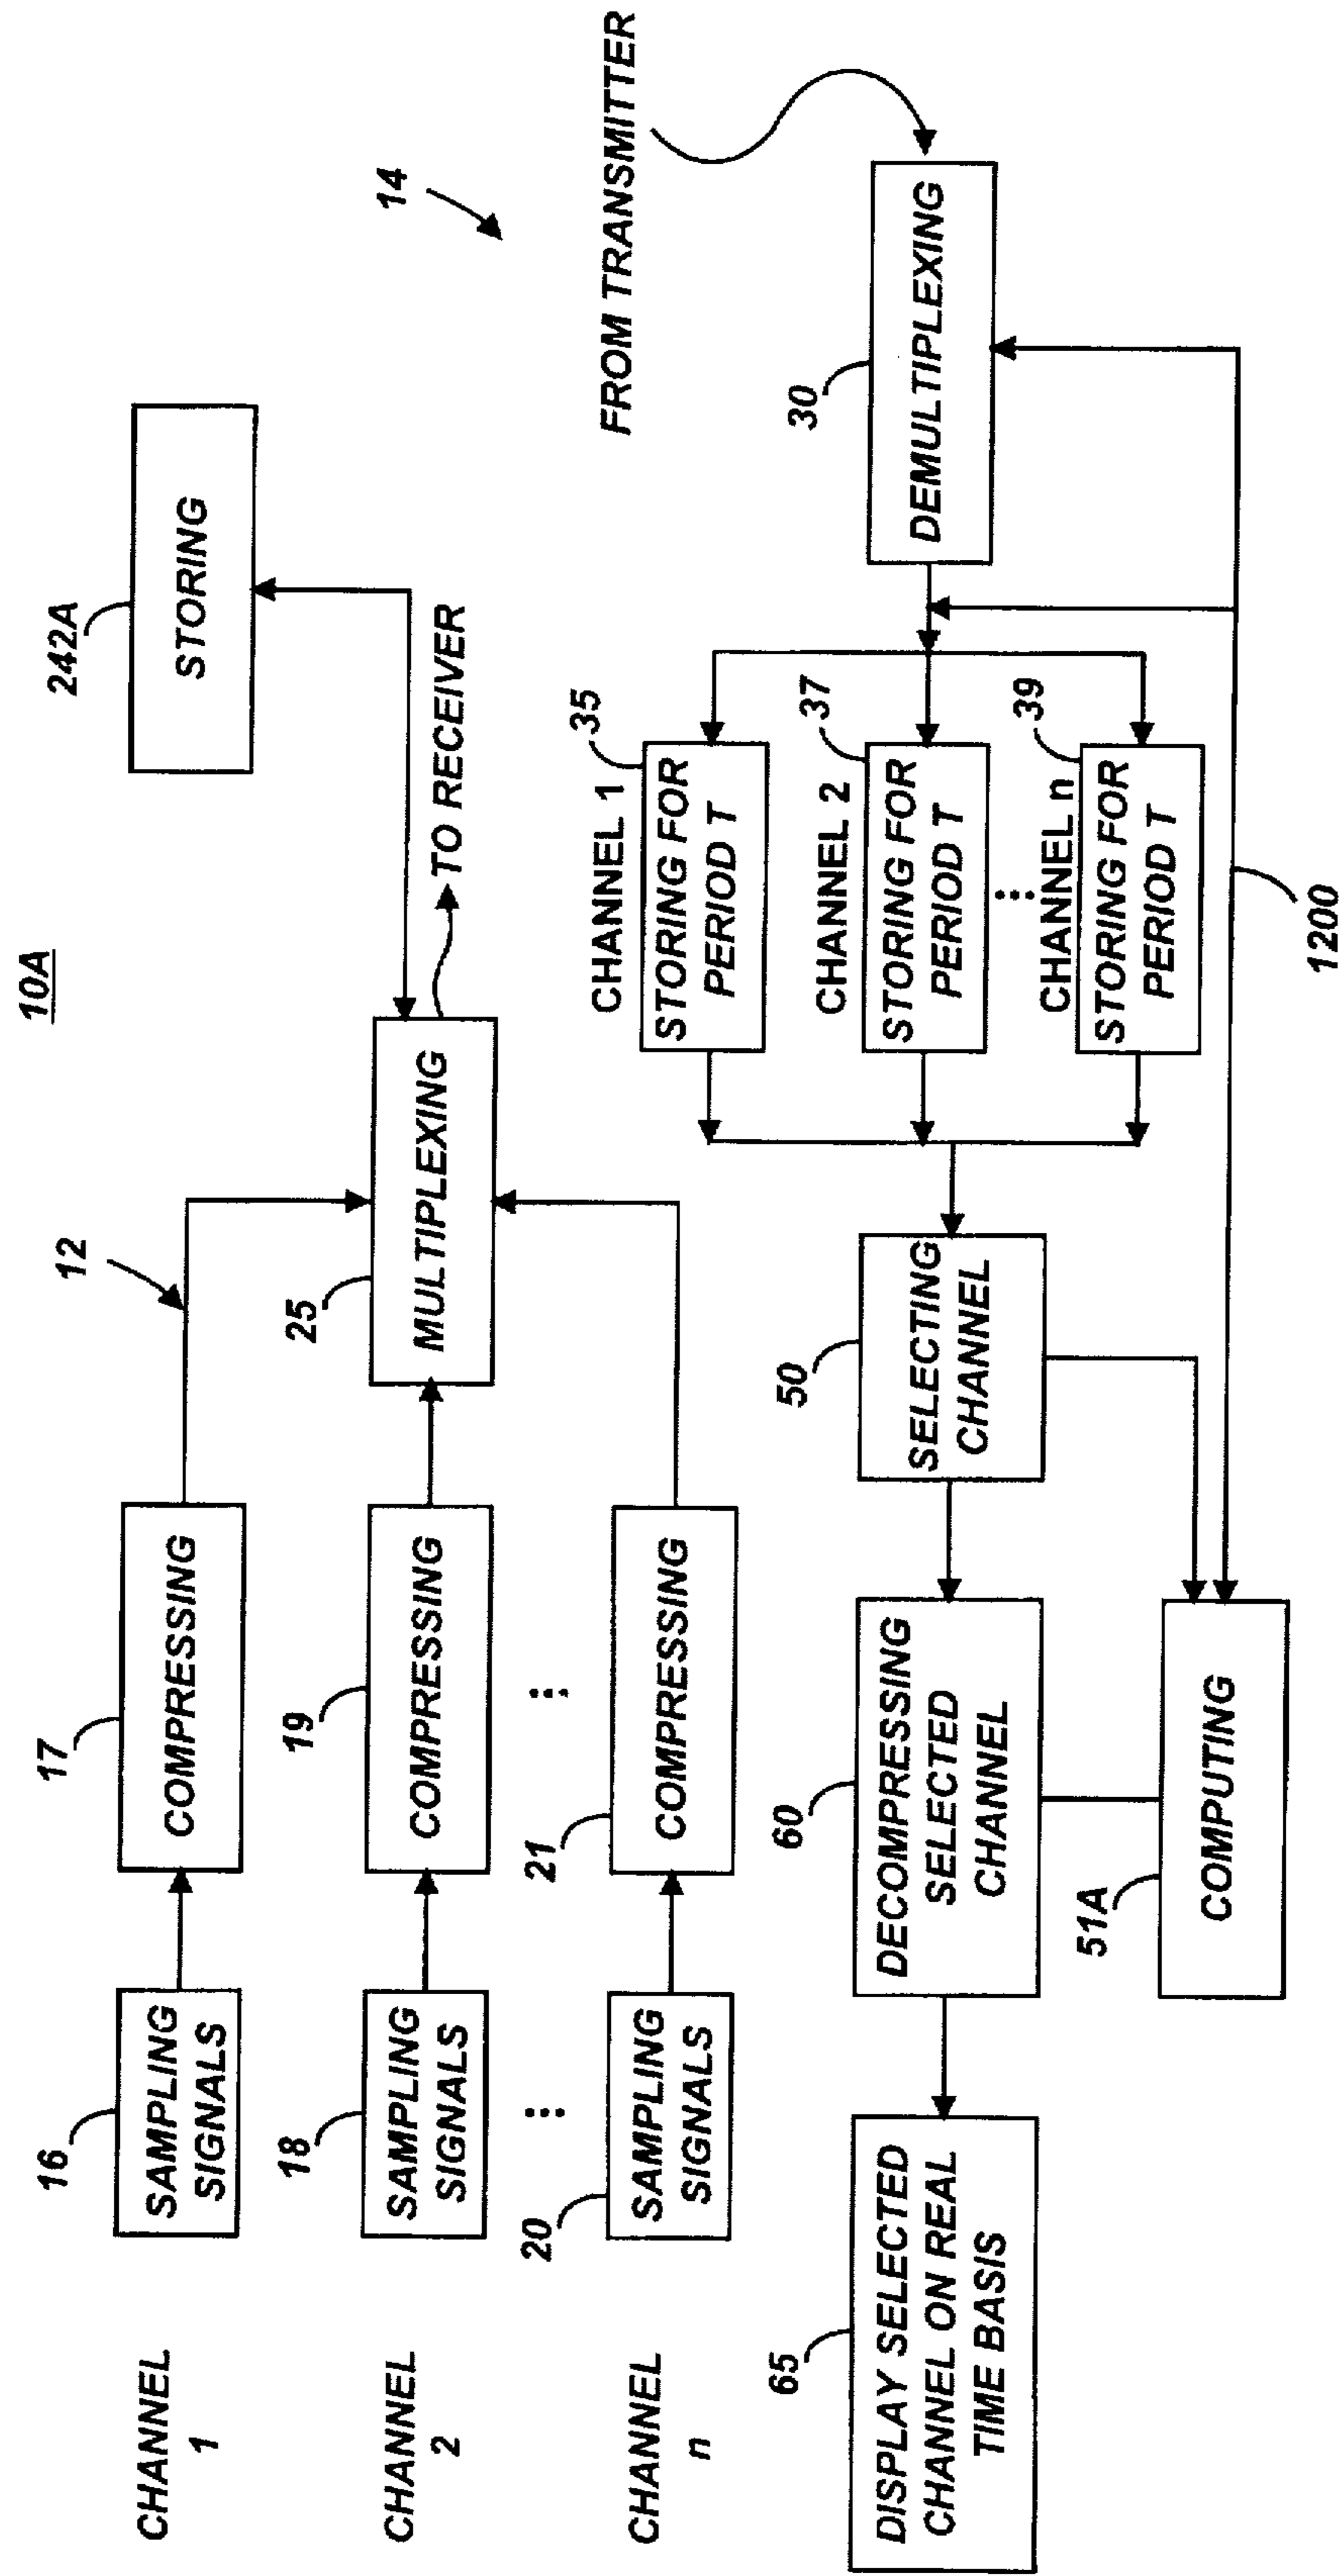 10A
CHANNEL
1
16
SAMPLING
SIGNALS
17
COMPRESSING
12
242A
STORING
CHANNEL
2
18
SAMPLING
SIGNALS
19
COMPRESSING
25
MULTIPLEXING
TO RECEIVER
14
CHANNEL
n
20
SAMPLING
SIGNALS
21
COMPRESSING
FROM TRANSMITTER
65
DISPLAY SELECTED
CHANNEL ON REAL
TIME BASIS
60
DECOMPRESSING
SELECTED
CHANNEL
50
SELECTING
CHANNEL
CHANNEL 1
35
STORING FOR
PERIOD T
CHANNEL 2
37
STORING FOR
PERIOD T
CHANNEL n
39
STORING FOR
PERIOD T
30
DEMULTIPLEXING
51A
COMPUTING
1200